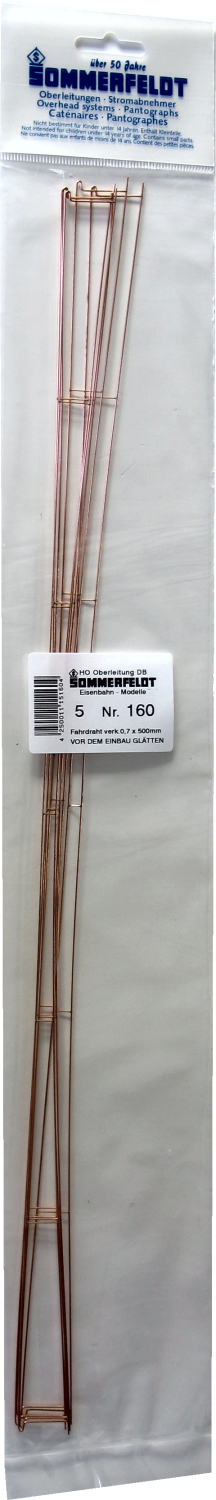 über 50 Jahre
S
SOMMERFELDT
Oberleitungen · Stromabnehmer
Overhead systems · Pantographs
Caténaires · Pantographes
Nicht bestimmt für Kinder unter 14 Jahren. Enthält Kleinteile.
Not intended for children under 14 years of age. Contains small parts.
Ne convient pas aux enfants de moins de 14 ans. Contient des petites pièces
HO Oberleitung DB
SOMMERFELDT
Eisenbahn - Modelle
5 Nr. 160
Fahrdraht verk. 0,7 x 500mm
VOR DEM EINBAU GLÄTTEN
4 250011 151604